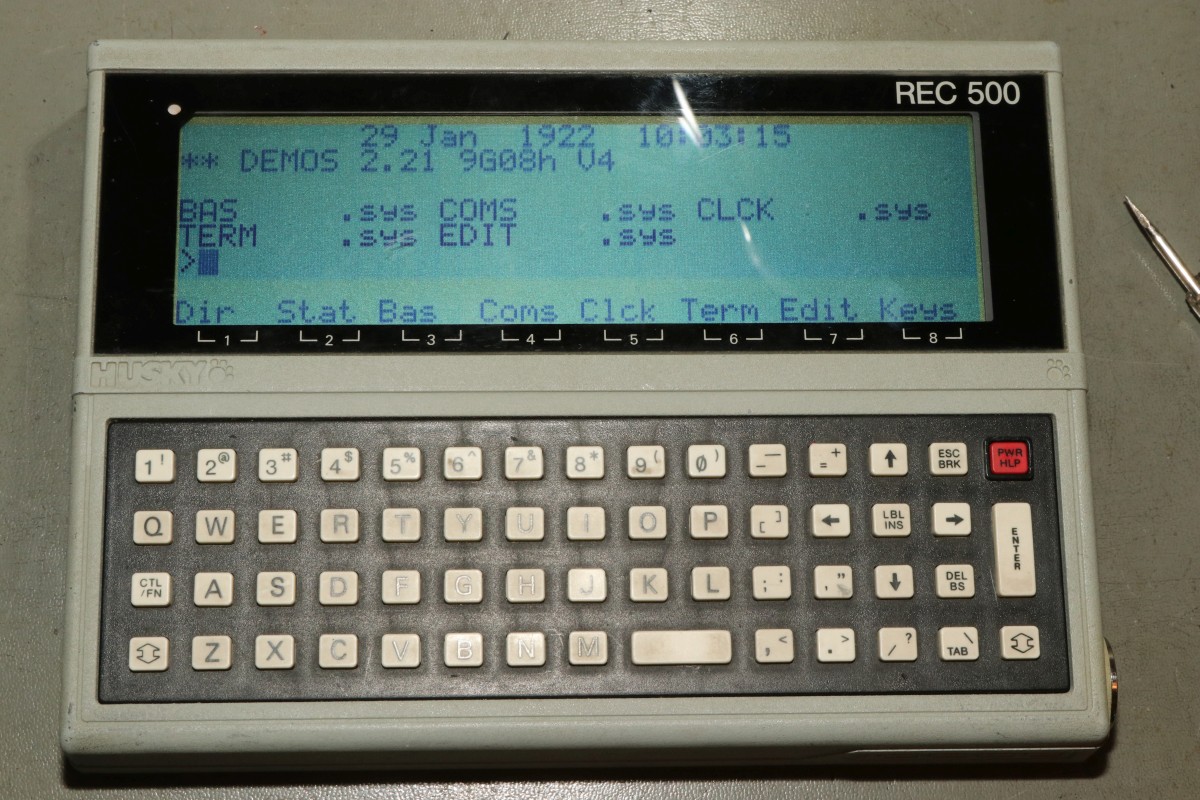 REC 500
29 Jan 1922 10:03:15
** DEMOS 2.21 9G08h V4
BAS .sys COMS .sys CLCK .sys
TERM .sys EDIT .sys
>
Dir Stat Bas Coms Clck Term Edit Keys
1 2 3 4 5 6 7 8
HUSKY
1! 2@ 3# 4$ 5% 6^ 7& 8* 9( 0) _— =+ ↑ ESC BRK PWR HLP
Q W E R T Y U I O P [] ← LBL INS → ENTER
CTL /FN A S D F G H J K L ;: ," ↓ DEL BS
Z X C V B N M ,< .> /? TAB \